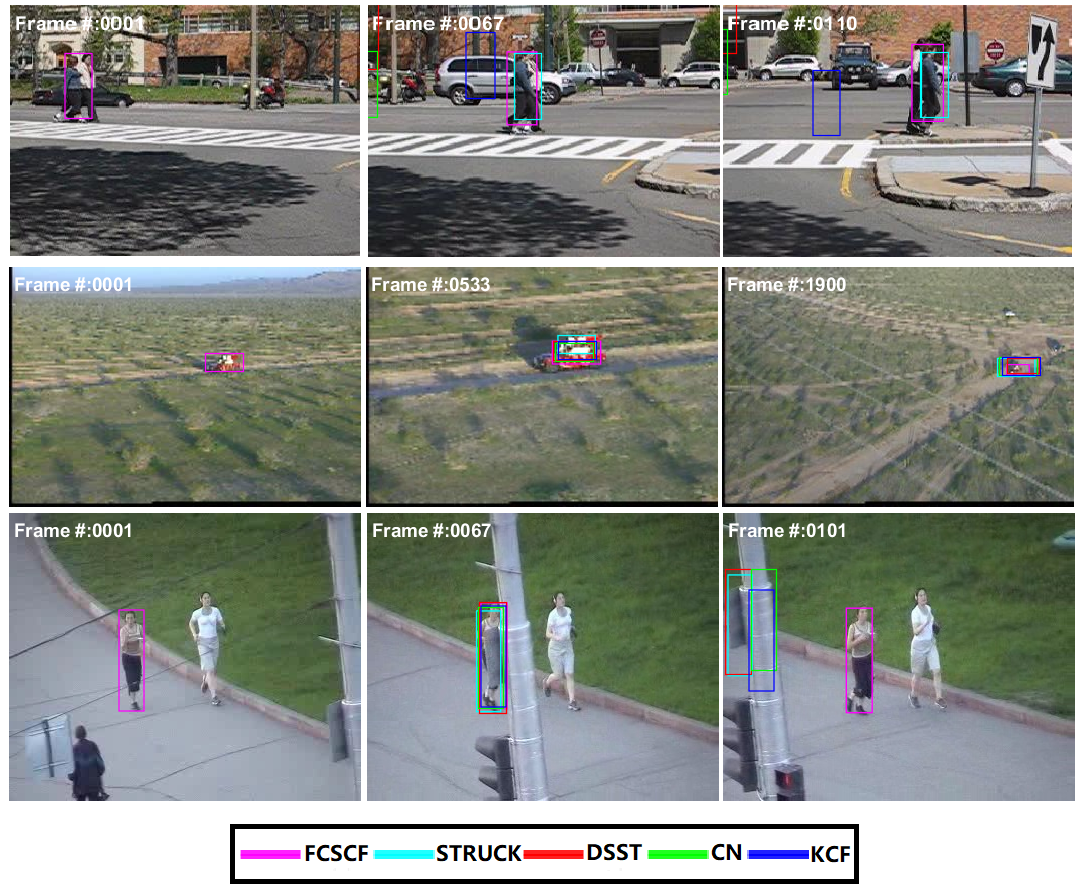 Frame #:0001
Frame #:0067
Frame #:0110
Frame #:0001
Frame #:0533
Frame #:1900
Frame #:0001
Frame #:0067
Frame #:0101
FCSCF STRUCK DSST CN KCF